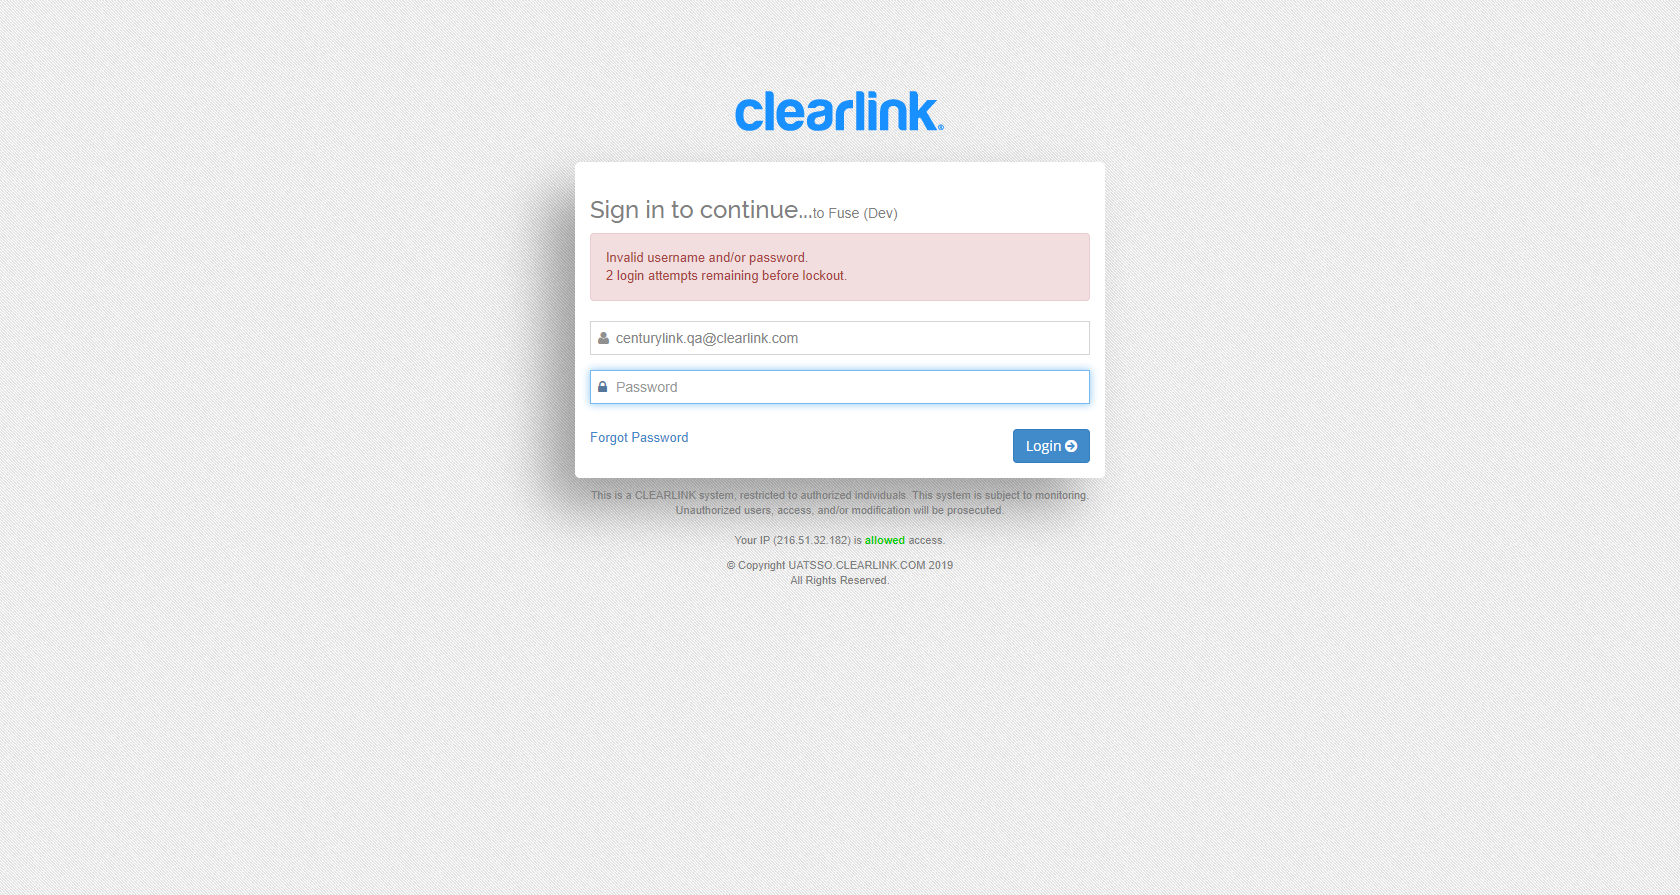 clearlink®
Sign in to continue...to Fuse (Dev)
Invalid username and/or password.
2 login attempts remaining before lockout.
centurylink.qa@clearlink.com
Password
Forgot Password
Login
This is a CLEARLINK system, restricted to authorized individuals. This system is subject to monitoring.
Unauthorized users, access, and/or modification will be prosecuted.
Your IP (216.51.32.182) is allowed access.
© Copyright UATSSO.CLEARLINK.COM 2019
All Rights Reserved.